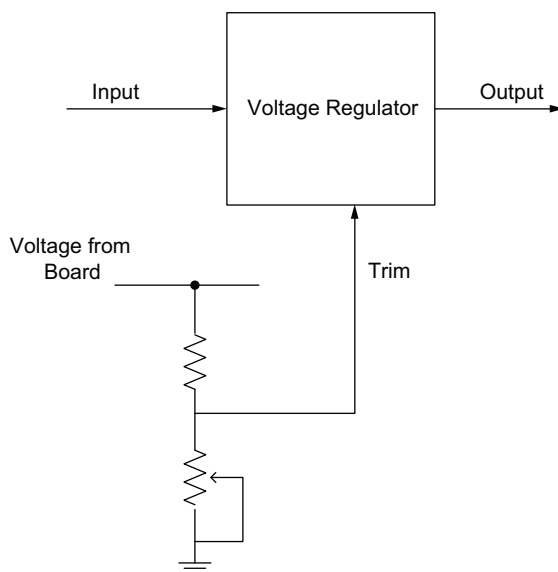 Input
Voltage Regulator
Output
Voltage from
Board
Trim